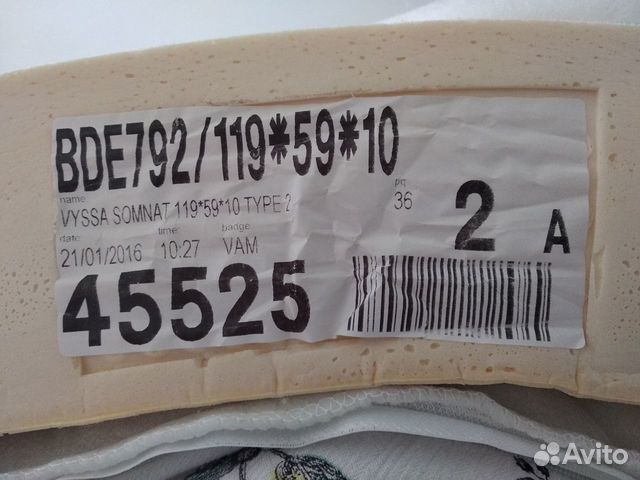 BDE792/119*59*10
name
VYSSA SOMNAT 119*59*10 TYPE 2
pq
36
2 A
date time: badge
21/01/2016 10:27 VAM
45525
Avito